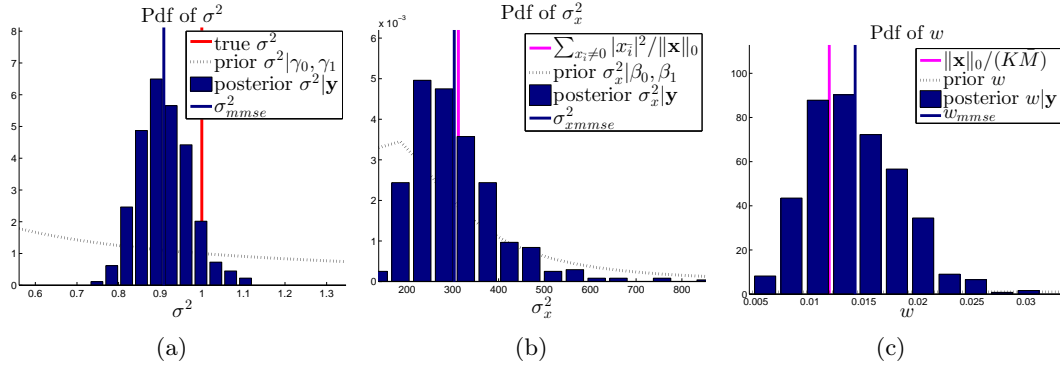 Pdf of σ²
true σ²
prior σ²|γ₀, γ₁
posterior σ²|y
σ²_mmse
8
7
6
5
4
3
2
1
0
0.6 0.7 0.8 0.9 1 1.1 1.2 1.3
σ²
(a)
Pdf of σ²_x
x 10⁻³
∑_{x_i≠0} |x_i|²/‖x‖₀
prior σ²_x|β₀, β₁
posterior σ²_x|y
σ²_xmmse
6
5
4
3
2
1
0
200 300 400 500 600 700 800
σ²_x
(b)
Pdf of w
‖x‖₀/(KM̄)
prior w
posterior w|y
w_mmse
100
80
60
40
20
0
0.005 0.01 0.015 0.02 0.025 0.03
w
(c)